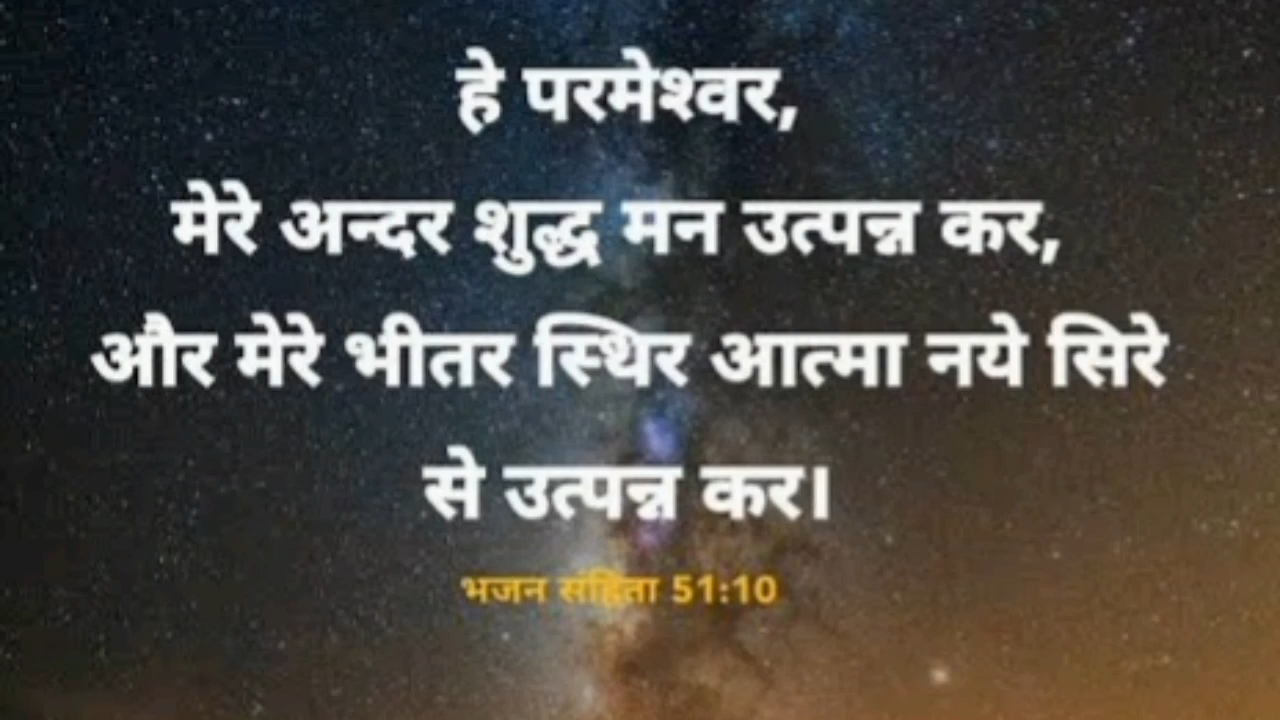 हे परमेश्वर,
मेरे अन्दर शुद्ध मन उत्पन्न कर,
और मेरे भीतर स्थिर आत्मा नये सिरे
से उत्पन्न कर।
भजन संहिता 51:10